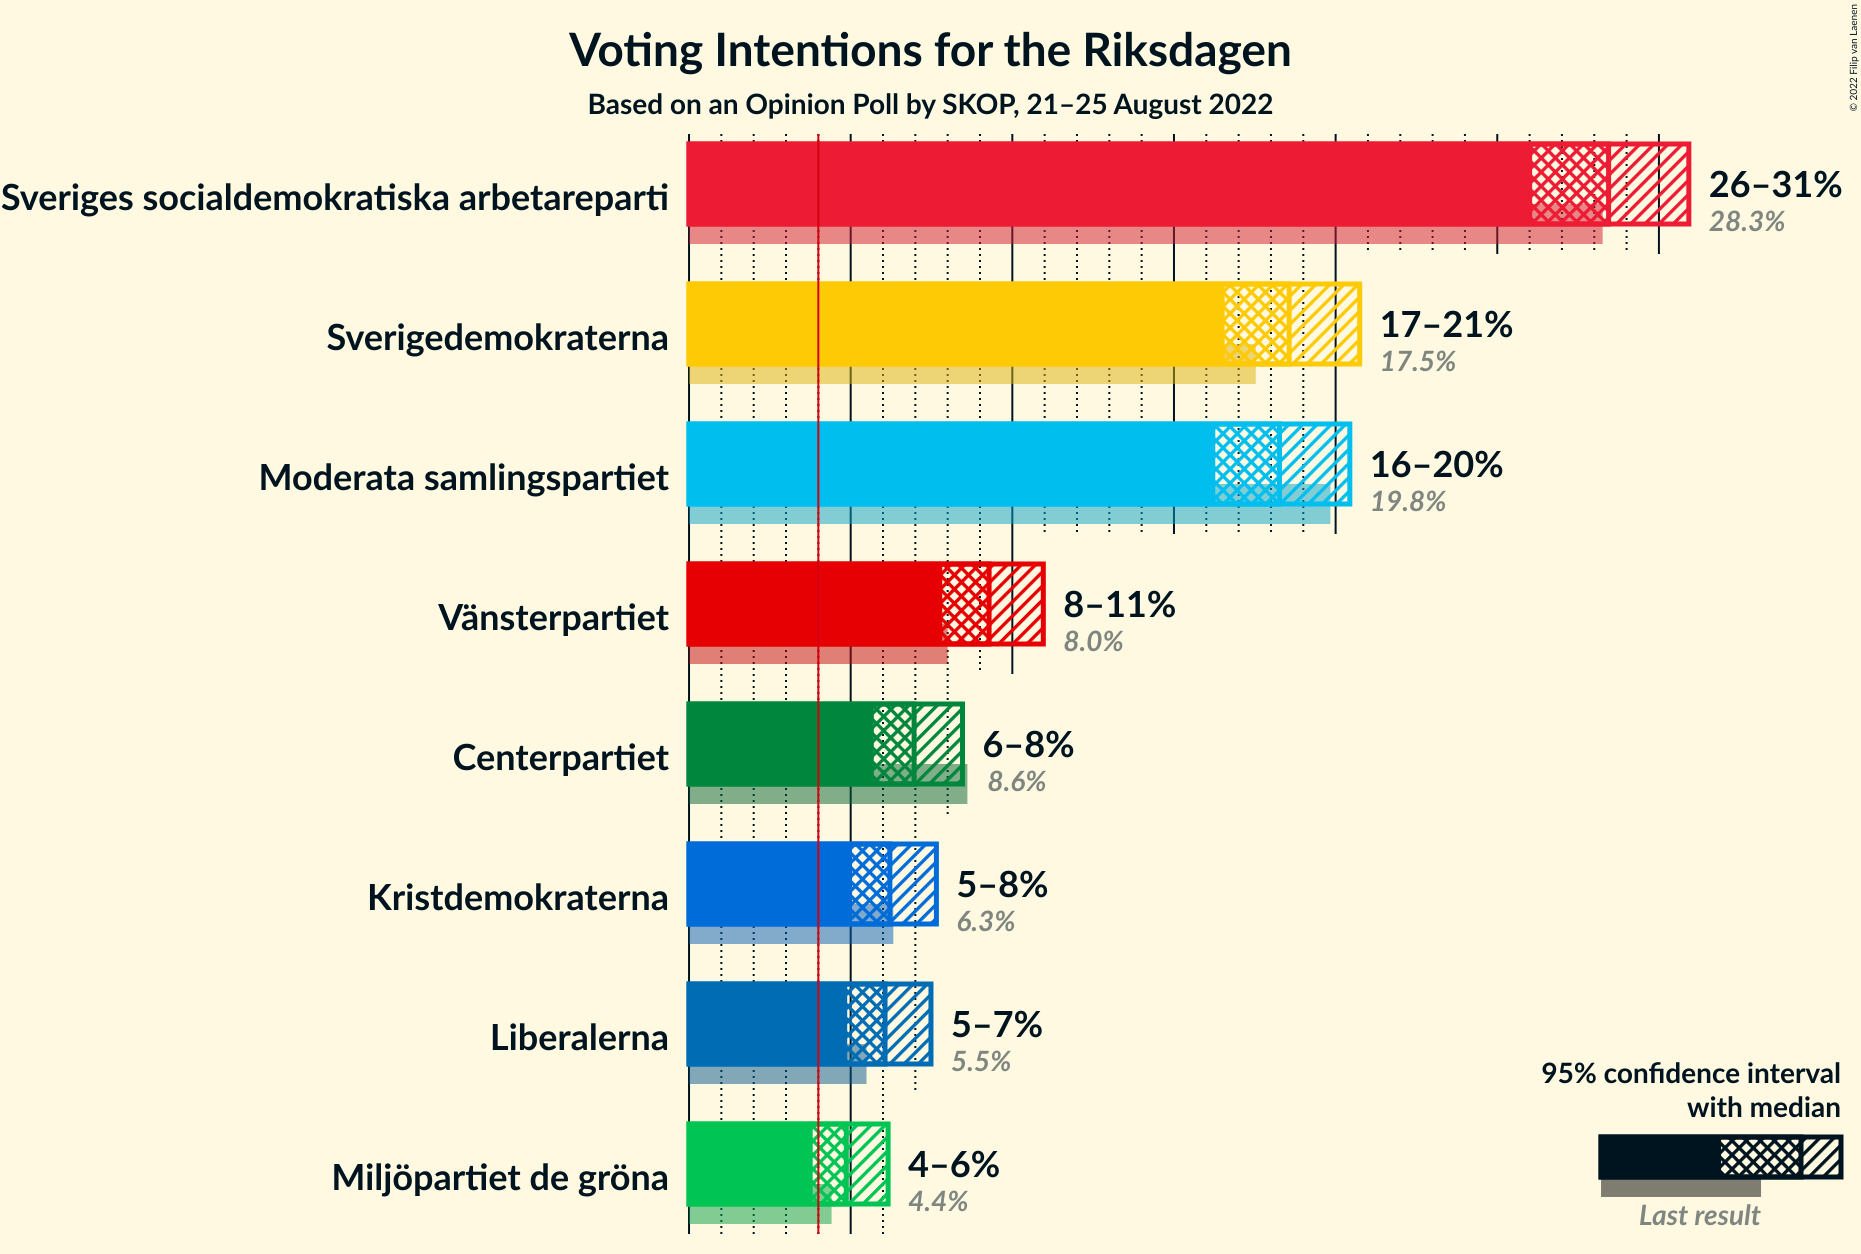 Voting Intentions for the Riksdagen
Based on an Opinion Poll by SKOP, 21–25 August 2022
© 2022 Filip van Laenen
Sveriges socialdemokratiska arbetareparti
26–31%
28.3%
Sverigedemokraterna
17–21%
17.5%
Moderata samlingspartiet
16–20%
19.8%
Vänsterpartiet
8–11%
8.0%
Centerpartiet
6–8%
8.6%
Kristdemokraterna
5–8%
6.3%
Liberalerna
5–7%
5.5%
Miljöpartiet de gröna
4–6%
4.4%
95% confidence interval
with median
Last result